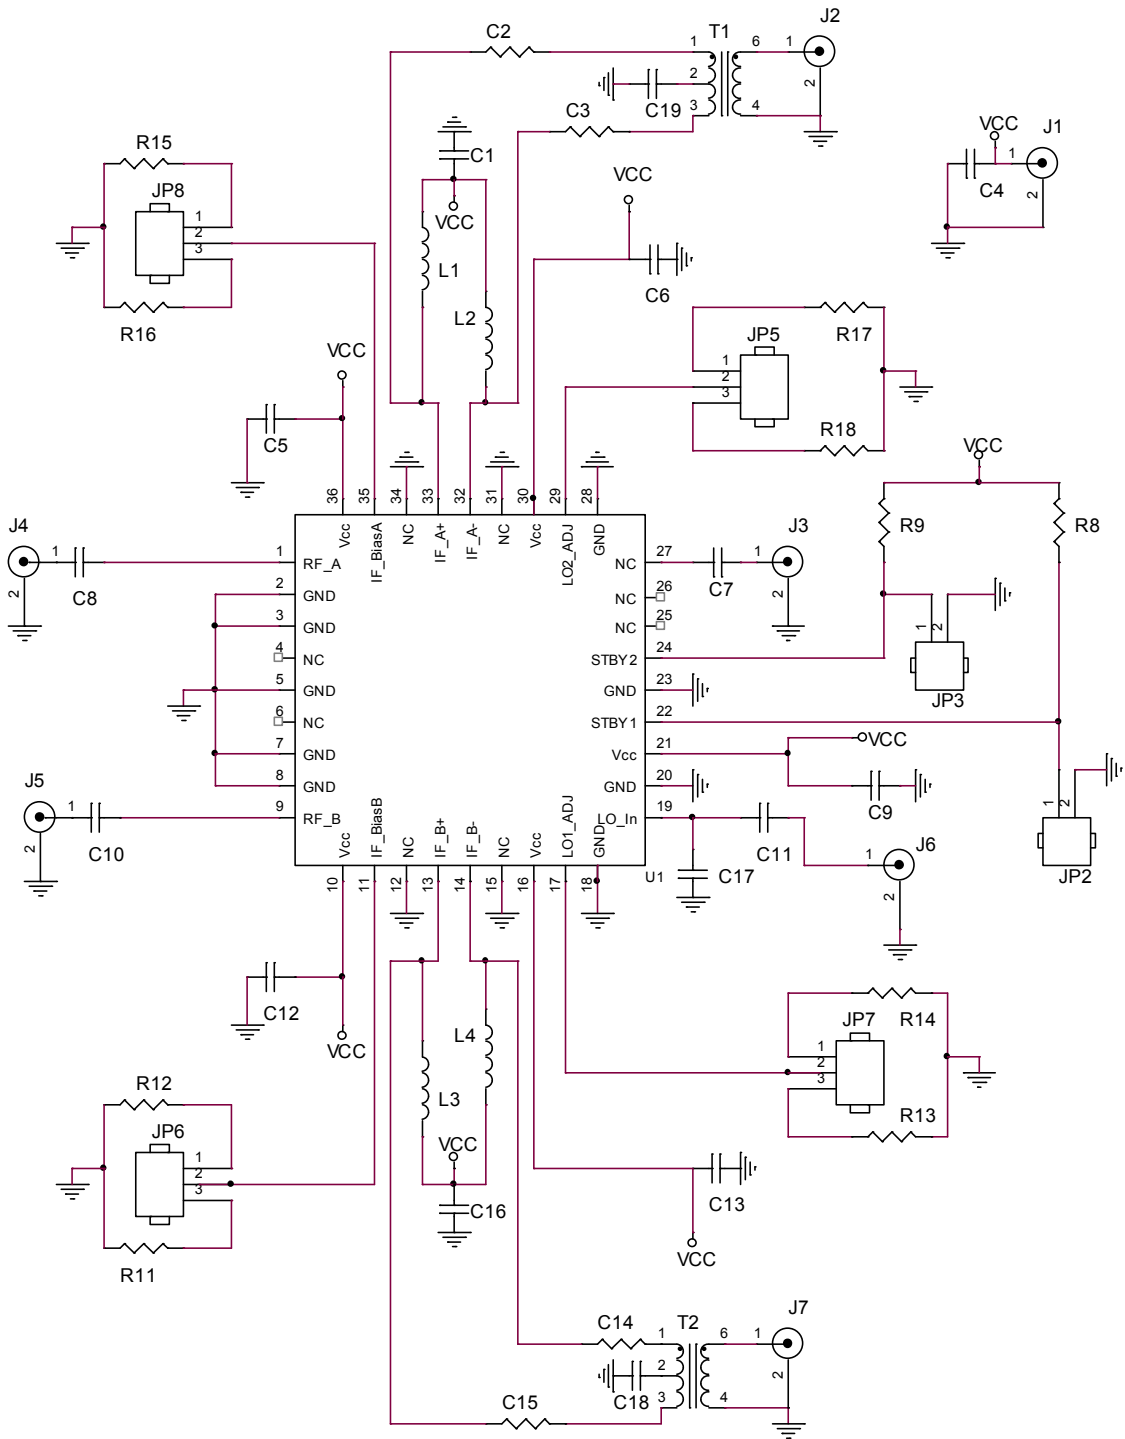 C2
T1
J2
1
6
1
2
C19
3
4
2
C3
C1
VCC
VCC
J1
1
C4
2
R15
JP8
1
2
3
R16
VCC
L1
L2
C6
JP5
1
2
3
R17
R18
VCC
C5
VCC
R9
R8
36
35
34
33
32
31
30
29
28
Vcc
IF_BiasA
NC
IF_A+
IF_A-
NC
Vcc
LO2_ADJ
GND
J4
1
2
C8
1
RF_A
2
GND
3
GND
4
NC
5
GND
6
NC
7
GND
8
GND
9
RF_B
J5
1
2
C10
27
NC
26
NC
25
NC
24
STBY2
23
GND
22
STBY1
21
Vcc
20
GND
19
LO_In
C7
1
J3
2
1
2
JP3
VCC
C9
1
2
JP2
C11
1
J6
2
C17
U1
Vcc
IF_BiasB
NC
IF_B+
IF_B-
NC
Vcc
LO1_ADJ
GND
10
11
12
13
14
15
16
17
18
C12
VCC
L4
L3
VCC
C16
JP7
1
2
3
R14
R13
R12
JP6
1
2
3
R11
C13
VCC
C14
T2
J7
1
6
1
2
C18
3
4
2
C15